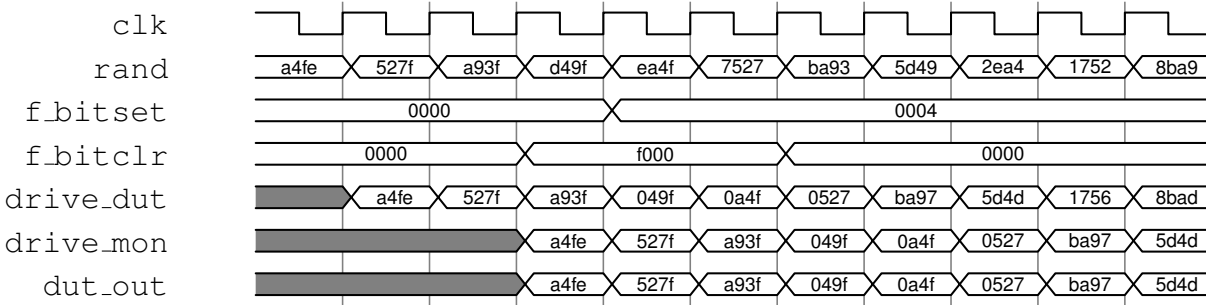 clk
rand a4fe 527f a93f d49f ea4f 7527 ba93 5d49 2ea4 1752 8ba9
f_bitset 0000 0004
f_bitclr 0000 f000 0000
drive_dut a4fe 527f a93f 049f 0a4f 0527 ba97 5d4d 1756 8bad
drive_mon a4fe 527f a93f 049f 0a4f 0527 ba97 5d4d
dut_out a4fe 527f a93f 049f 0a4f 0527 ba97 5d4d